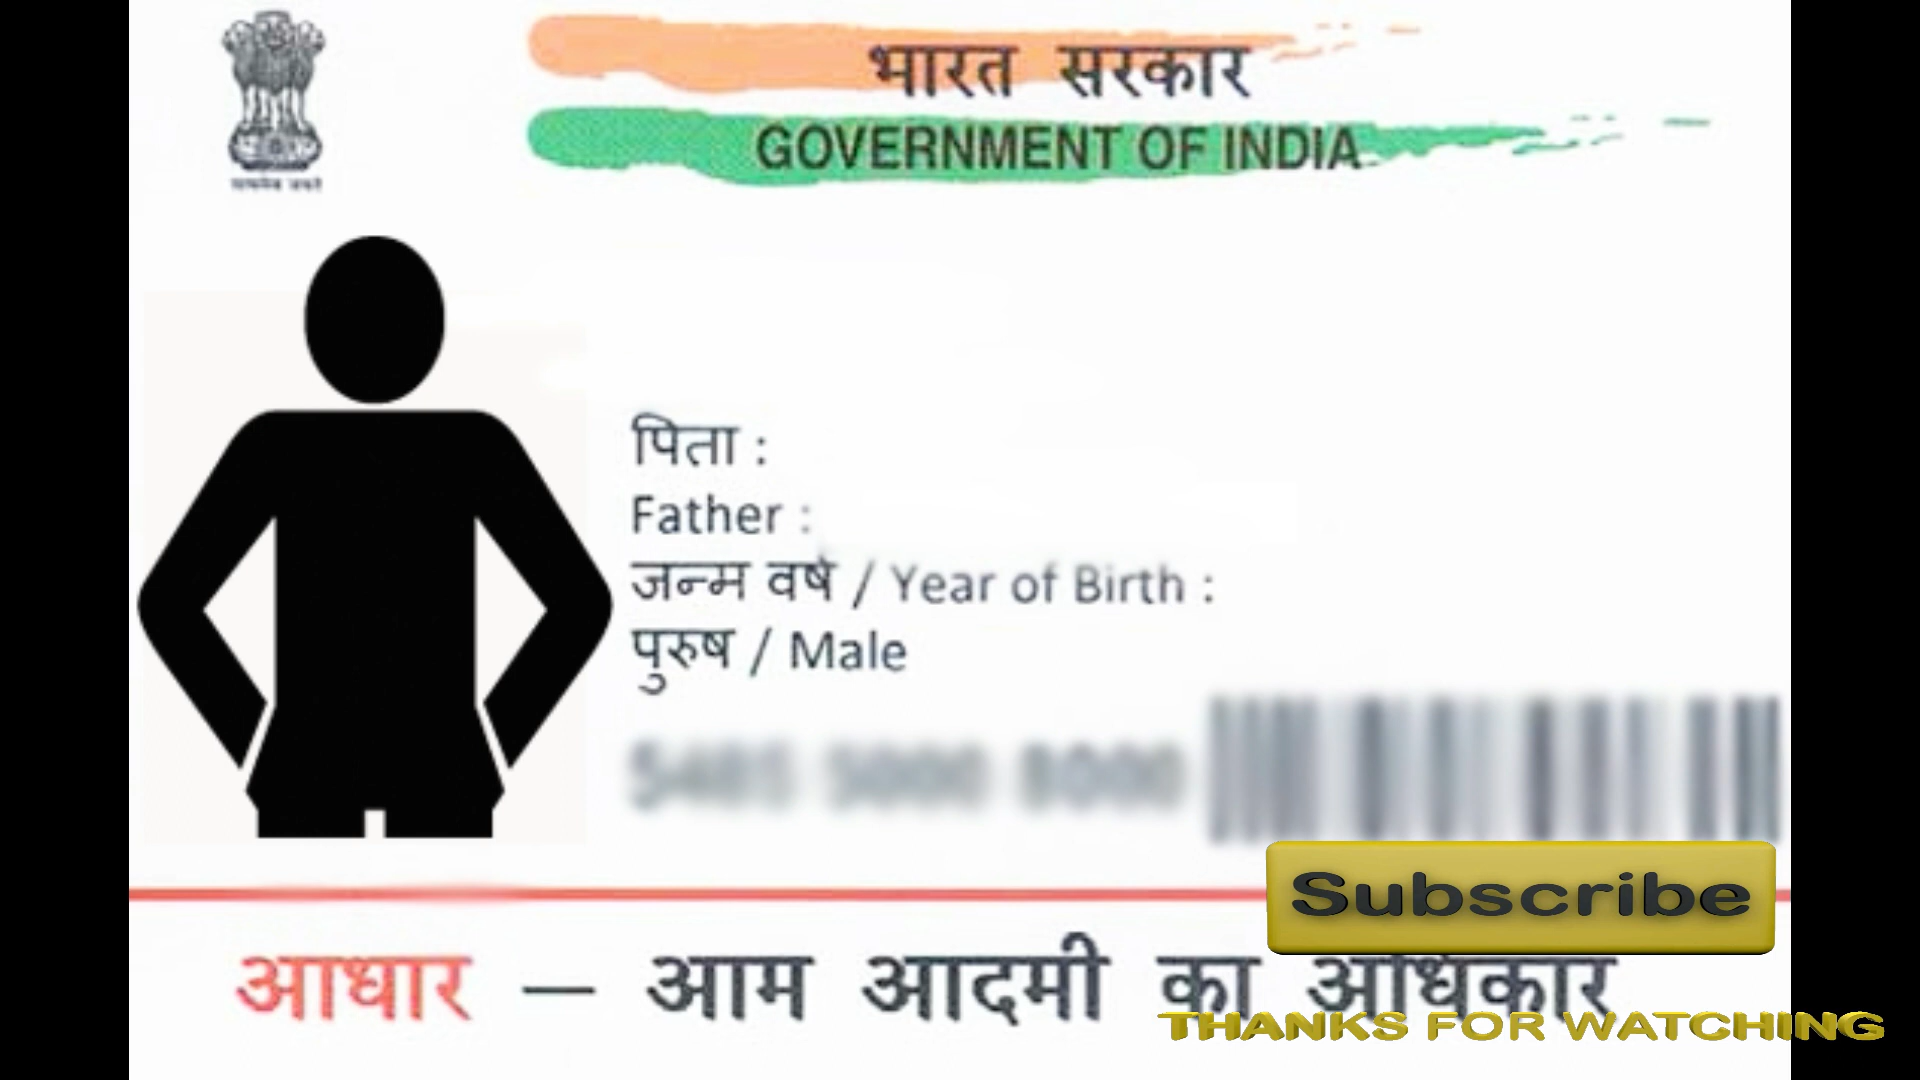 भारत सरकार
GOVERNMENT OF INDIA
पिता :
Father :
जन्म वर्ष / Year of Birth :
पुरुष / Male
Subscribe
आधार — आम आदमी का अधिकार
THANKS FOR WATCHING